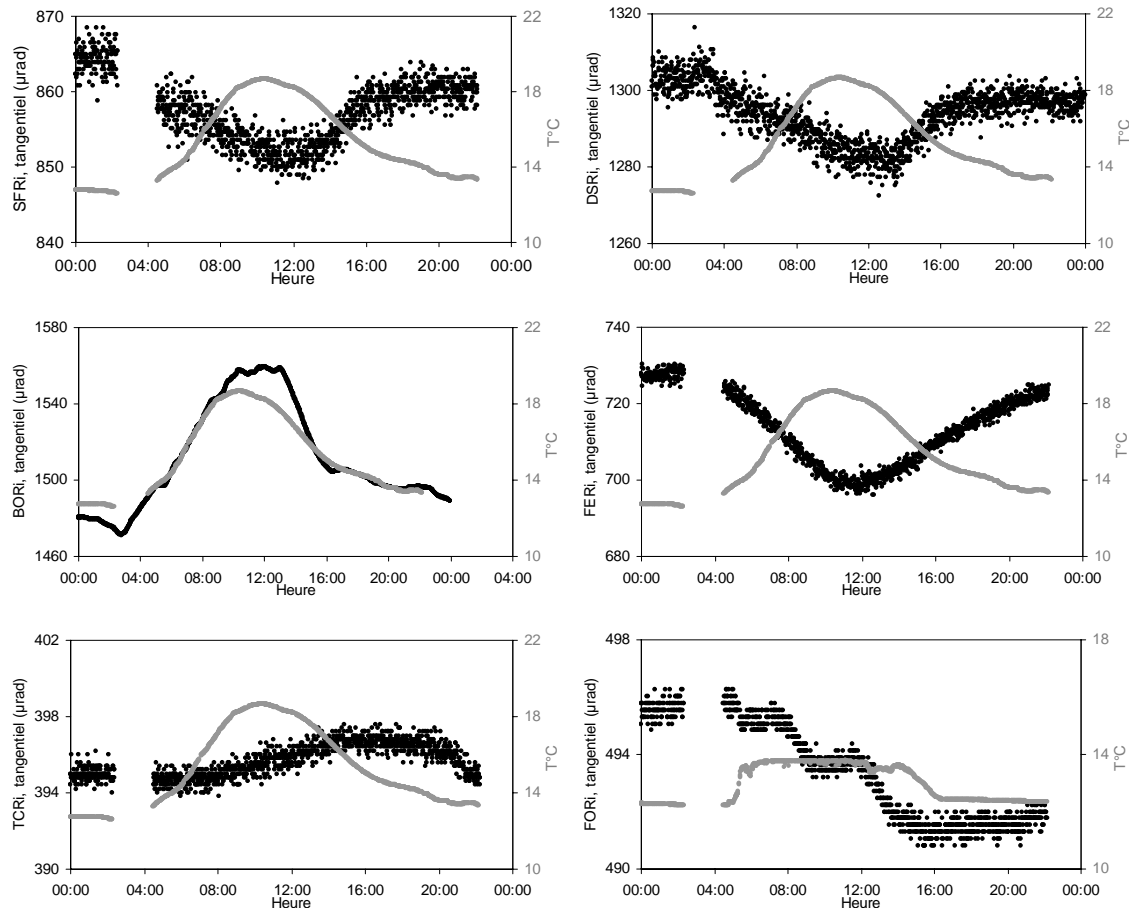 870
860
850
840
SFRi, tangentiel (µrad)
22
18
14
10
T°C
00:00 04:00 08:00 12:00 16:00 20:00 00:00
Heure
1320
1300
1280
1260
DSRi, tangentiel (µrad)
22
18
14
10
T°C
00:00 04:00 08:00 12:00 16:00 20:00 00:00
Heure
1580
1540
1500
1460
BORi, tangentiel (µrad)
22
18
14
10
T°C
00:00 04:00 08:00 12:00 16:00 20:00 00:00 04:00
Heure
740
720
700
680
FERi, tangentiel (µrad)
22
18
14
10
T°C
00:00 04:00 08:00 12:00 16:00 20:00 00:00
Heure
402
398
394
390
TCRi, tangentiel (µrad)
22
18
14
10
T°C
00:00 04:00 08:00 12:00 16:00 20:00 00:00
Heure
498
494
490
FORi, tangentiel (µrad)
18
14
10
T°C
00:00 04:00 08:00 12:00 16:00 20:00 00:00
Heure